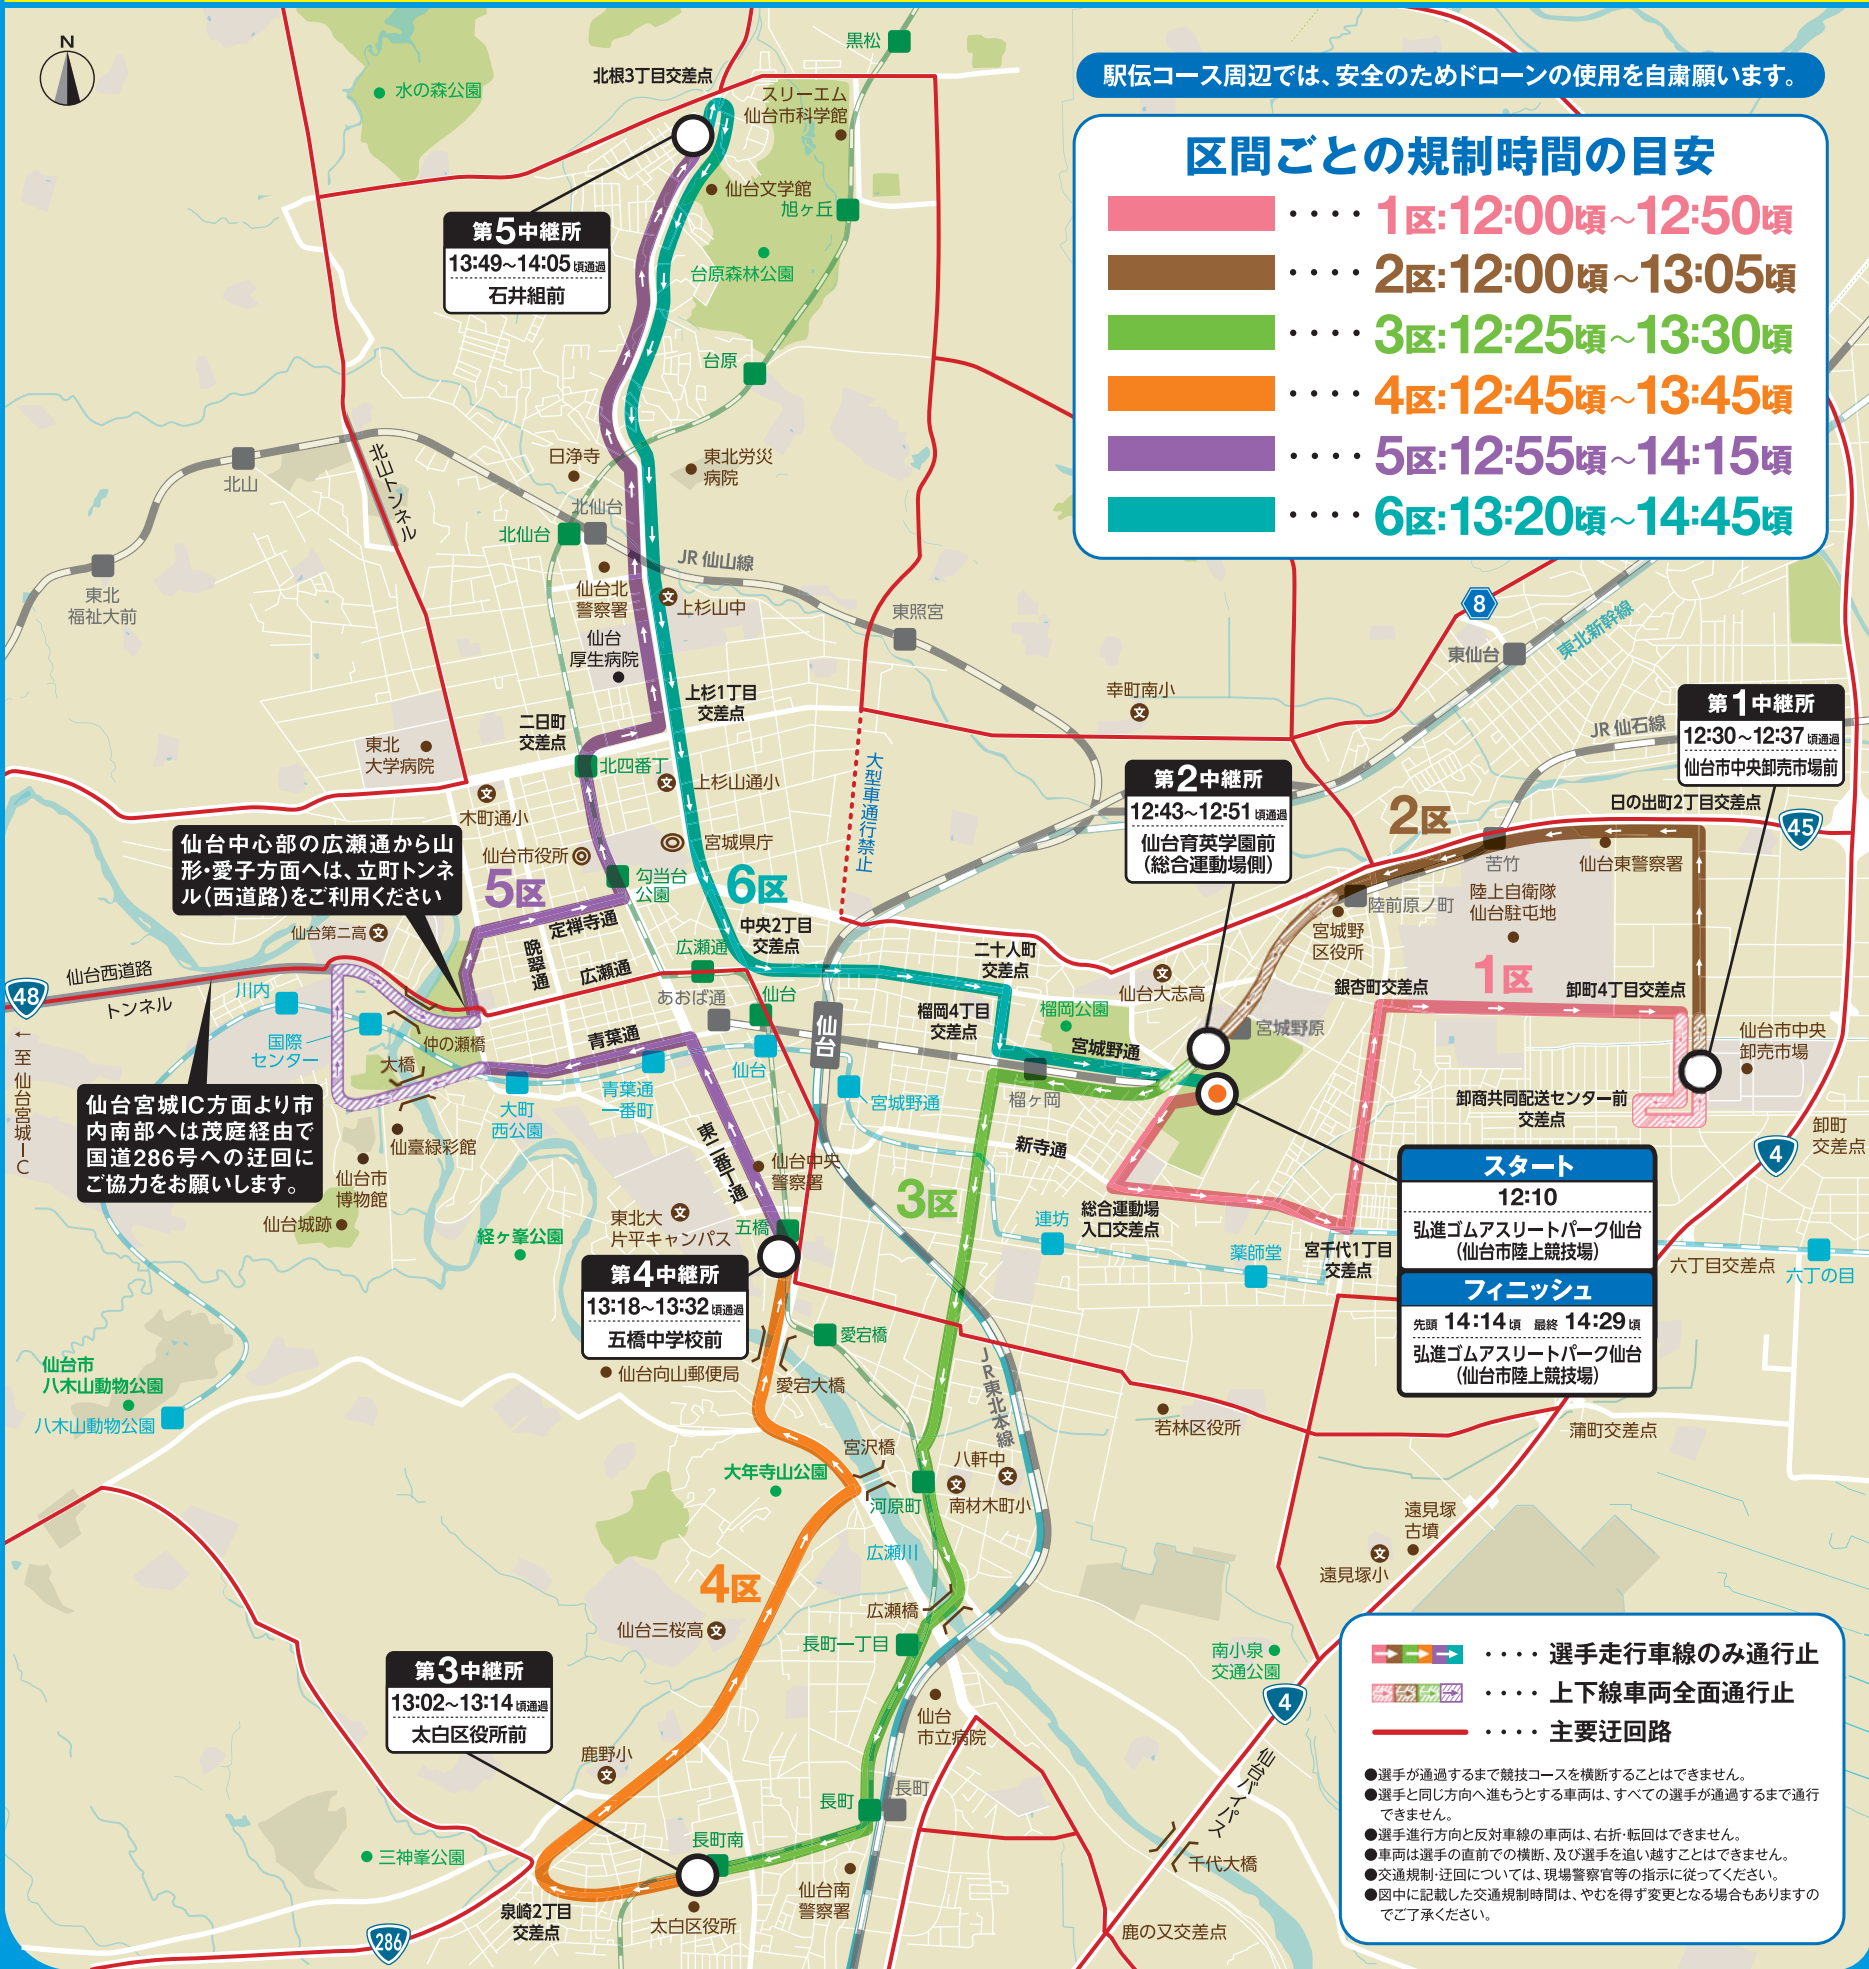 N
黒松
北根3丁目交差点
水の森公園
スリーエム
仙台市科学館
駅伝コース周辺では、安全のためドローンの使用を自粛願います。
区間ごとの規制時間の目安
・・・・ 1区:12:00頃～12:50頃
・・・・ 2区:12:00頃～13:05頃
・・・・ 3区:12:25頃～13:30頃
・・・・ 4区:12:45頃～13:45頃
・・・・ 5区:12:55頃～14:15頃
・・・・ 6区:13:20頃～14:45頃
仙台文学館
旭ヶ丘
第5中継所
13:49～14:05頃通過
石井組前
台原森林公園
台原
日浄寺
東北労災
病院
北山
北山トンネル
北仙台
北仙台
JR仙山線
東北
福祉大前
仙台北
警察署
上杉山中
東照宮
仙台
厚生病院
8
東仙台
東北新幹線
上杉1丁目
交差点
幸町南小
二日町
交差点
JR仙石線
第1中継所
12:30～12:37頃通過
仙台市中央卸売市場前
東北
大学病院
北四番丁
上杉山通小
大型車通行禁止
第2中継所
12:43～12:51頃通過
仙台育英学園前
(総合運動場側)
木町通小
2区
日の出町2丁目交差点
45
仙台中心部の広瀬通から山
形・愛子方面へは、立町トンネ
ル(西道路)をご利用ください
仙台市役所
宮城県庁
苦竹
仙台東警察署
5区
勾当台
公園
6区
陸前原ノ町
陸上自衛隊
仙台駐屯地
仙台第二高
定禅寺通
晩翠通
広瀬通
広瀬通
中央2丁目
交差点
二十人町
交差点
宮城野
区役所
1区
48
仙台西道路
トンネル
川内
あおば通
仙台
仙台
榴岡4丁目
交差点
榴岡公園
仙台大志高
銀杏町交差点
卸町4丁目交差点
←至 仙台宮城IC
国際
センター
仲の瀬橋
大橋
青葉通
仙台
宮城野通
宮城野原
仙台市中央
卸売市場
仙台宮城IC方面より市
内南部へは茂庭経由で
国道286号への迂回に
ご協力をお願いします。
大町
西公園
青葉通
一番町
宮城野通
榴ヶ岡
卸商共同配送センター前
交差点
卸町
交差点
4
仙臺緑彩館
仙台市
博物館
仙台城跡
東二番丁通
仙台中央
警察署
新寺通
3区
スタート
12:10
弘進ゴムアスリートパーク仙台
(仙台市陸上競技場)
フィニッシュ
先頭 14:14頃 最終 14:29頃
弘進ゴムアスリートパーク仙台
(仙台市陸上競技場)
経ヶ峯公園
東北大
片平キャンパス
五橋
連坊
総合運動場
入口交差点
薬師堂
宮千代1丁目
交差点
六丁目交差点
六丁の目
第4中継所
13:18～13:32頃通過
五橋中学校前
愛宕橋
仙台向山郵便局
愛宕大橋
JR東北本線
仙台市
八木山動物公園
八木山動物公園
若林区役所
蒲町交差点
宮沢橋
大年寺山公園
八軒中
河原町
南材木町小
遠見塚
古墳
遠見塚小
広瀬川
4区
広瀬橋
仙台三桜高
長町一丁目
南小泉
交通公園
第3中継所
13:02～13:14頃通過
太白区役所前
仙台
市立病院
4
仙台バイパス
鹿野小
長町
長町
長町南
三神峯公園
千代大橋
泉崎2丁目
交差点
太白区役所
仙台南
警察署
鹿の又交差点
286
・・・・ 選手走行車線のみ通行止
・・・・ 上下線車両全面通行止
・・・・ 主要迂回路
●選手が通過するまで競技コースを横断することはできません。
●選手と同じ方向へ進もうとする車両は、すべての選手が通過するまで通行
できません。
●選手進行方向と反対車線の車両は、右折・転回はできません。
●車両は選手の直前での横断、及び選手を追い越すことはできません。
●交通規制・迂回については、現場警察官等の指示に従ってください。
●図中に記載した交通規制時間は、やむを得ず変更となる場合もありますの
でご了承ください。